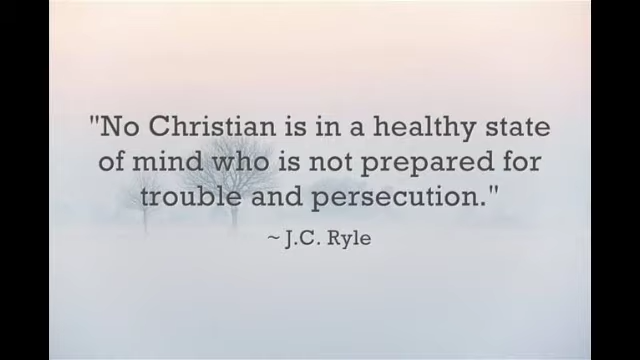 "No Christian is in a healthy state
of mind who is not prepared for
trouble and persecution."
~ J.C. Ryle